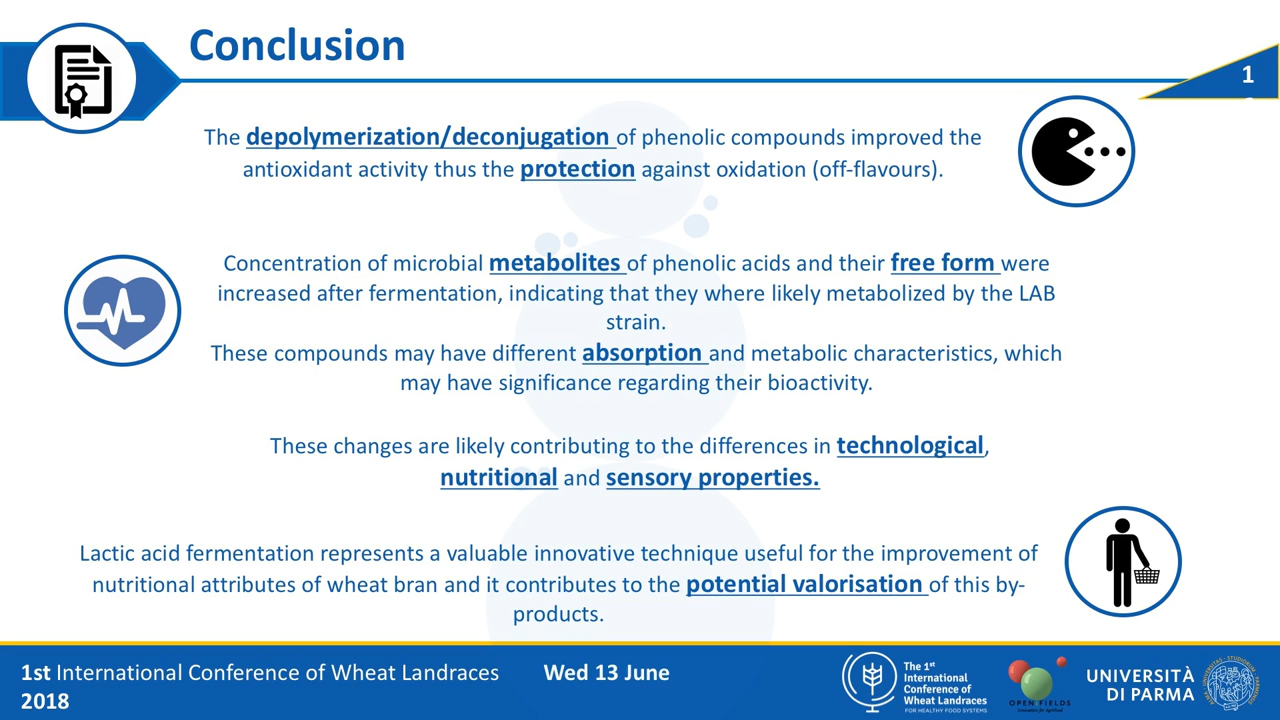 Conclusion
1
The depolymerization/deconjugation of phenolic compounds improved the
antioxidant activity thus the protection against oxidation (off-flavours).
Concentration of microbial metabolites of phenolic acids and their free form were
increased after fermentation, indicating that they where likely metabolized by the LAB
strain.
These compounds may have different absorption and metabolic characteristics, which
may have significance regarding their bioactivity.
These changes are likely contributing to the differences in technological,
nutritional and sensory properties.
Lactic acid fermentation represents a valuable innovative technique useful for the improvement of
nutritional attributes of wheat bran and it contributes to the potential valorisation of this by-
products.
1st International Conference of Wheat Landraces Wed 13 June
2018
The 1st
International
Conference of
Wheat Landraces
FOR HEALTHY FOOD SYSTEMS
OPEN FIELDS
UNIVERSITÀ
DI PARMA